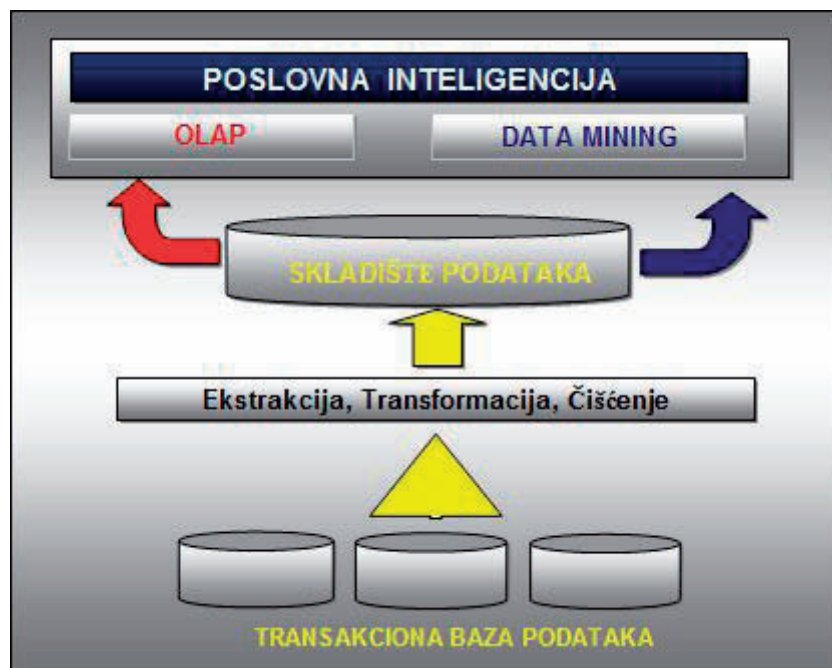 POSLOVNA INTELIGENCIJA
OLAP
DATA MINING
SKLADIŠTE PODATAKA
Ekstrakcija, Transformacija, Čišćenje
TRANSAKCIONA BAZA PODATAKA